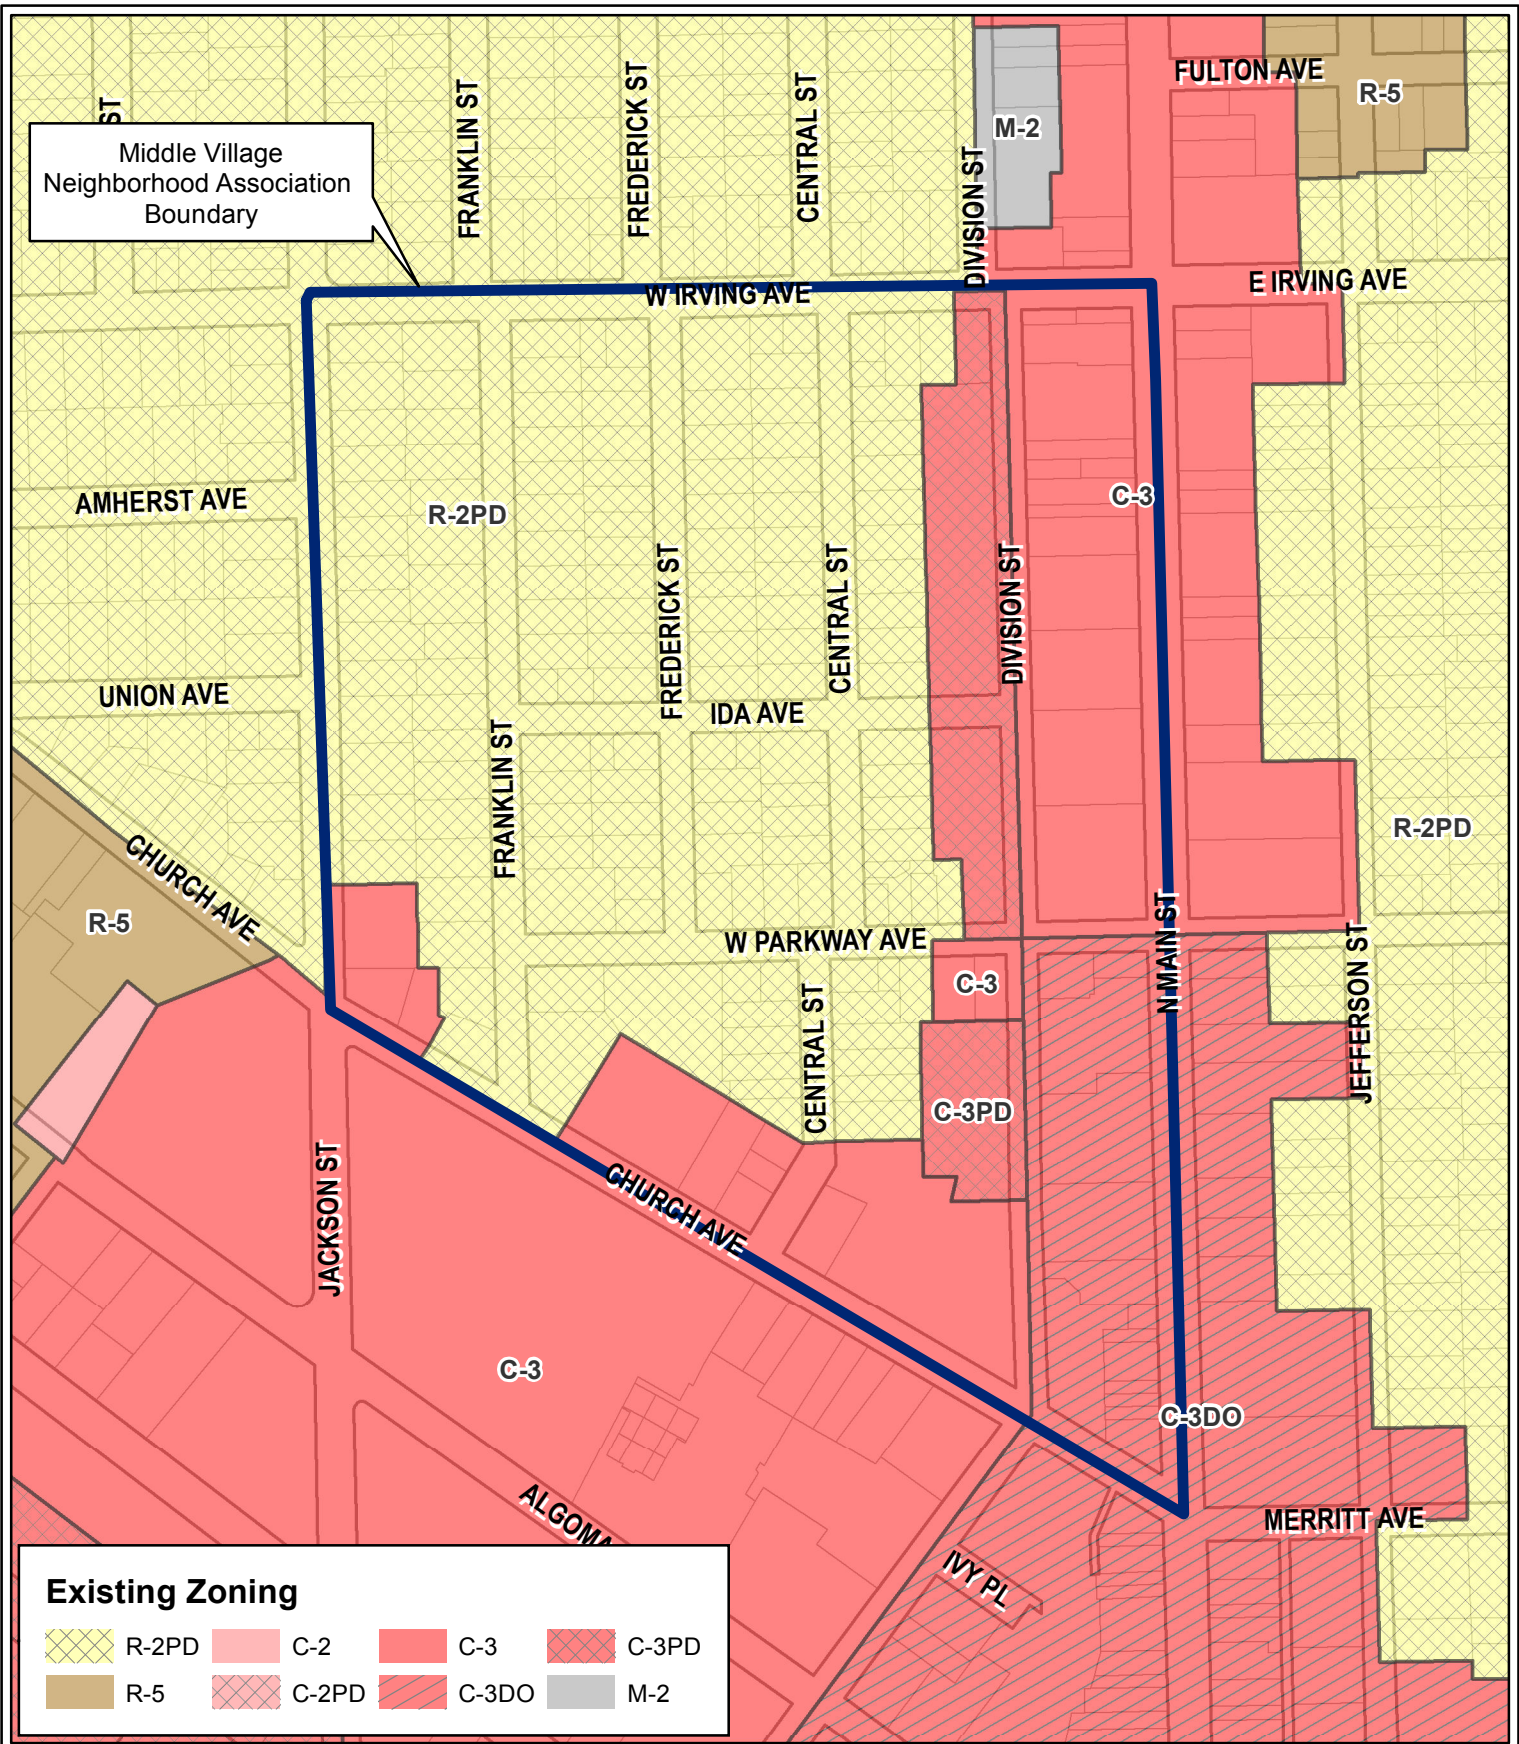 FULTON AVE
R-5
ST
FRANKLIN ST
FREDERICK ST
CENTRAL ST
M-2
DIVISION ST
Middle Village
Neighborhood Association
Boundary
W IRVING AVE
E IRVING AVE
AMHERST AVE
R-2PD
C-3
FREDERICK ST
CENTRAL ST
DIVISION ST
UNION AVE
IDA AVE
FRANKLIN ST
R-2PD
CHURCH AVE
R-5
W PARKWAY AVE
N MAIN ST
C-3
JEFFERSON ST
CENTRAL ST
C-3PD
JACKSON ST
CHURCH AVE
C-3
C-3DO
ALGOMA
MERRITT AVE
IVY PL
Existing Zoning
R-2PD
C-2
C-3
C-3PD
R-5
C-2PD
C-3DO
M-2